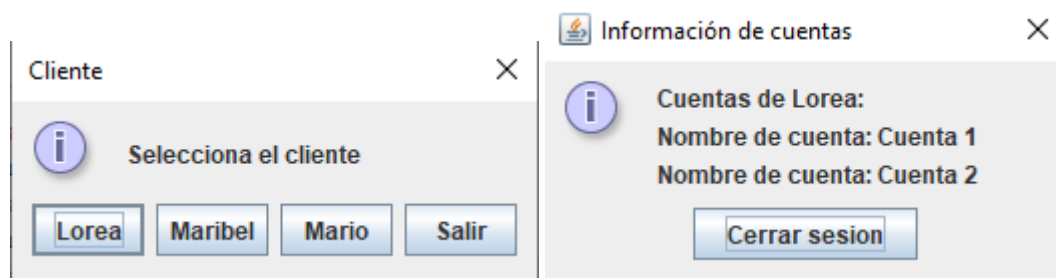 Cliente
Selecciona el cliente
Lorea Maribel Mario Salir
Información de cuentas
Cuentas de Lorea:
Nombre de cuenta: Cuenta 1
Nombre de cuenta: Cuenta 2
Cerrar sesion